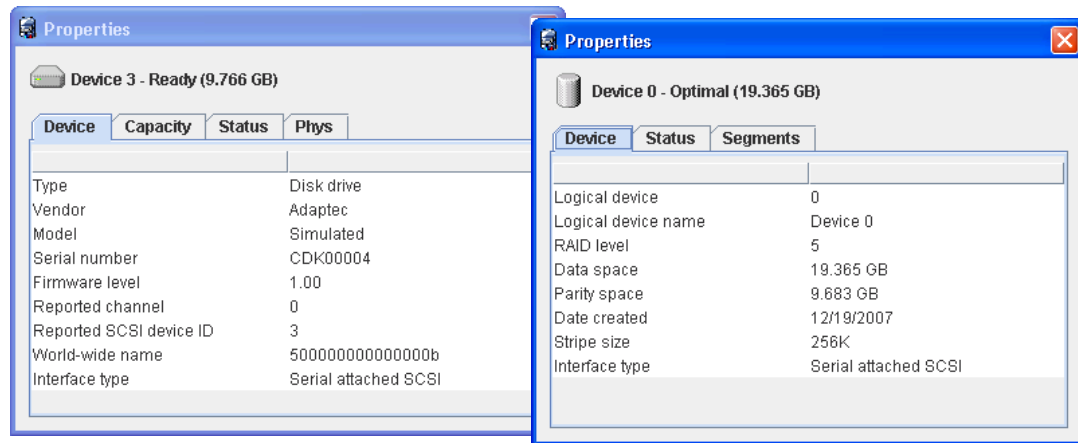 Properties
Device 3 - Ready (9.766 GB)
Device Capacity Status Phys
Type Disk drive
Vendor Adaptec
Model Simulated
Serial number CDK00004
Firmware level 1.00
Reported channel 0
Reported SCSI device ID 3
World-wide name 500000000000000b
Interface type Serial attached SCSI
Properties
Device 0 - Optimal (19.365 GB)
Device Status Segments
Logical device 0
Logical device name Device 0
RAID level 5
Data space 19.365 GB
Parity space 9.683 GB
Date created 12/19/2007
Stripe size 256K
Interface type Serial attached SCSI